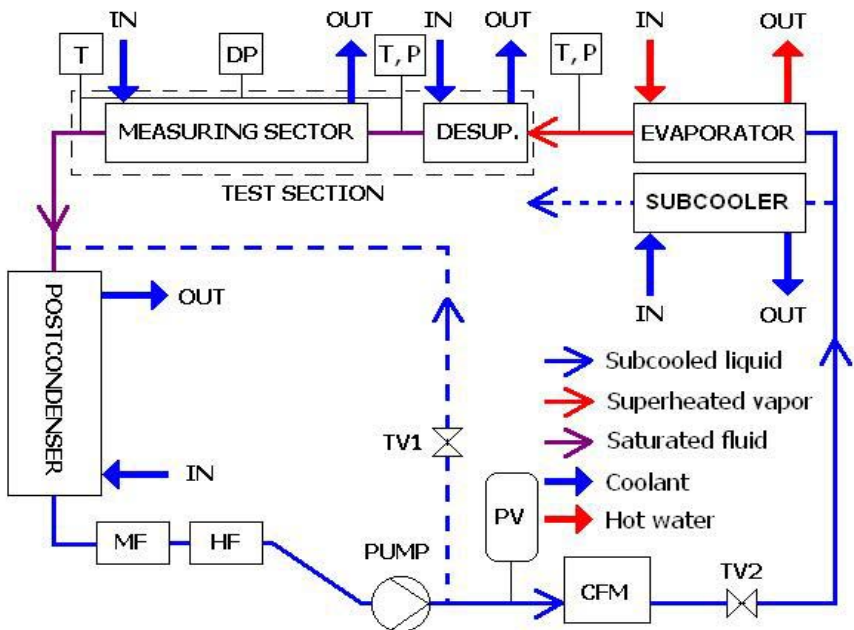 IN
OUT
IN
OUT
IN
OUT
T
DP
T, P
T, P
MEASURING SECTOR
DESUP.
EVAPORATOR
TEST SECTION
SUBCOOLER
POSTCONDENSER
OUT
IN
OUT
Subcooled liquid
Superheated vapor
TV1
Saturated fluid
IN
Coolant
PV
Hot water
MF
HF
PUMP
CFM
TV2